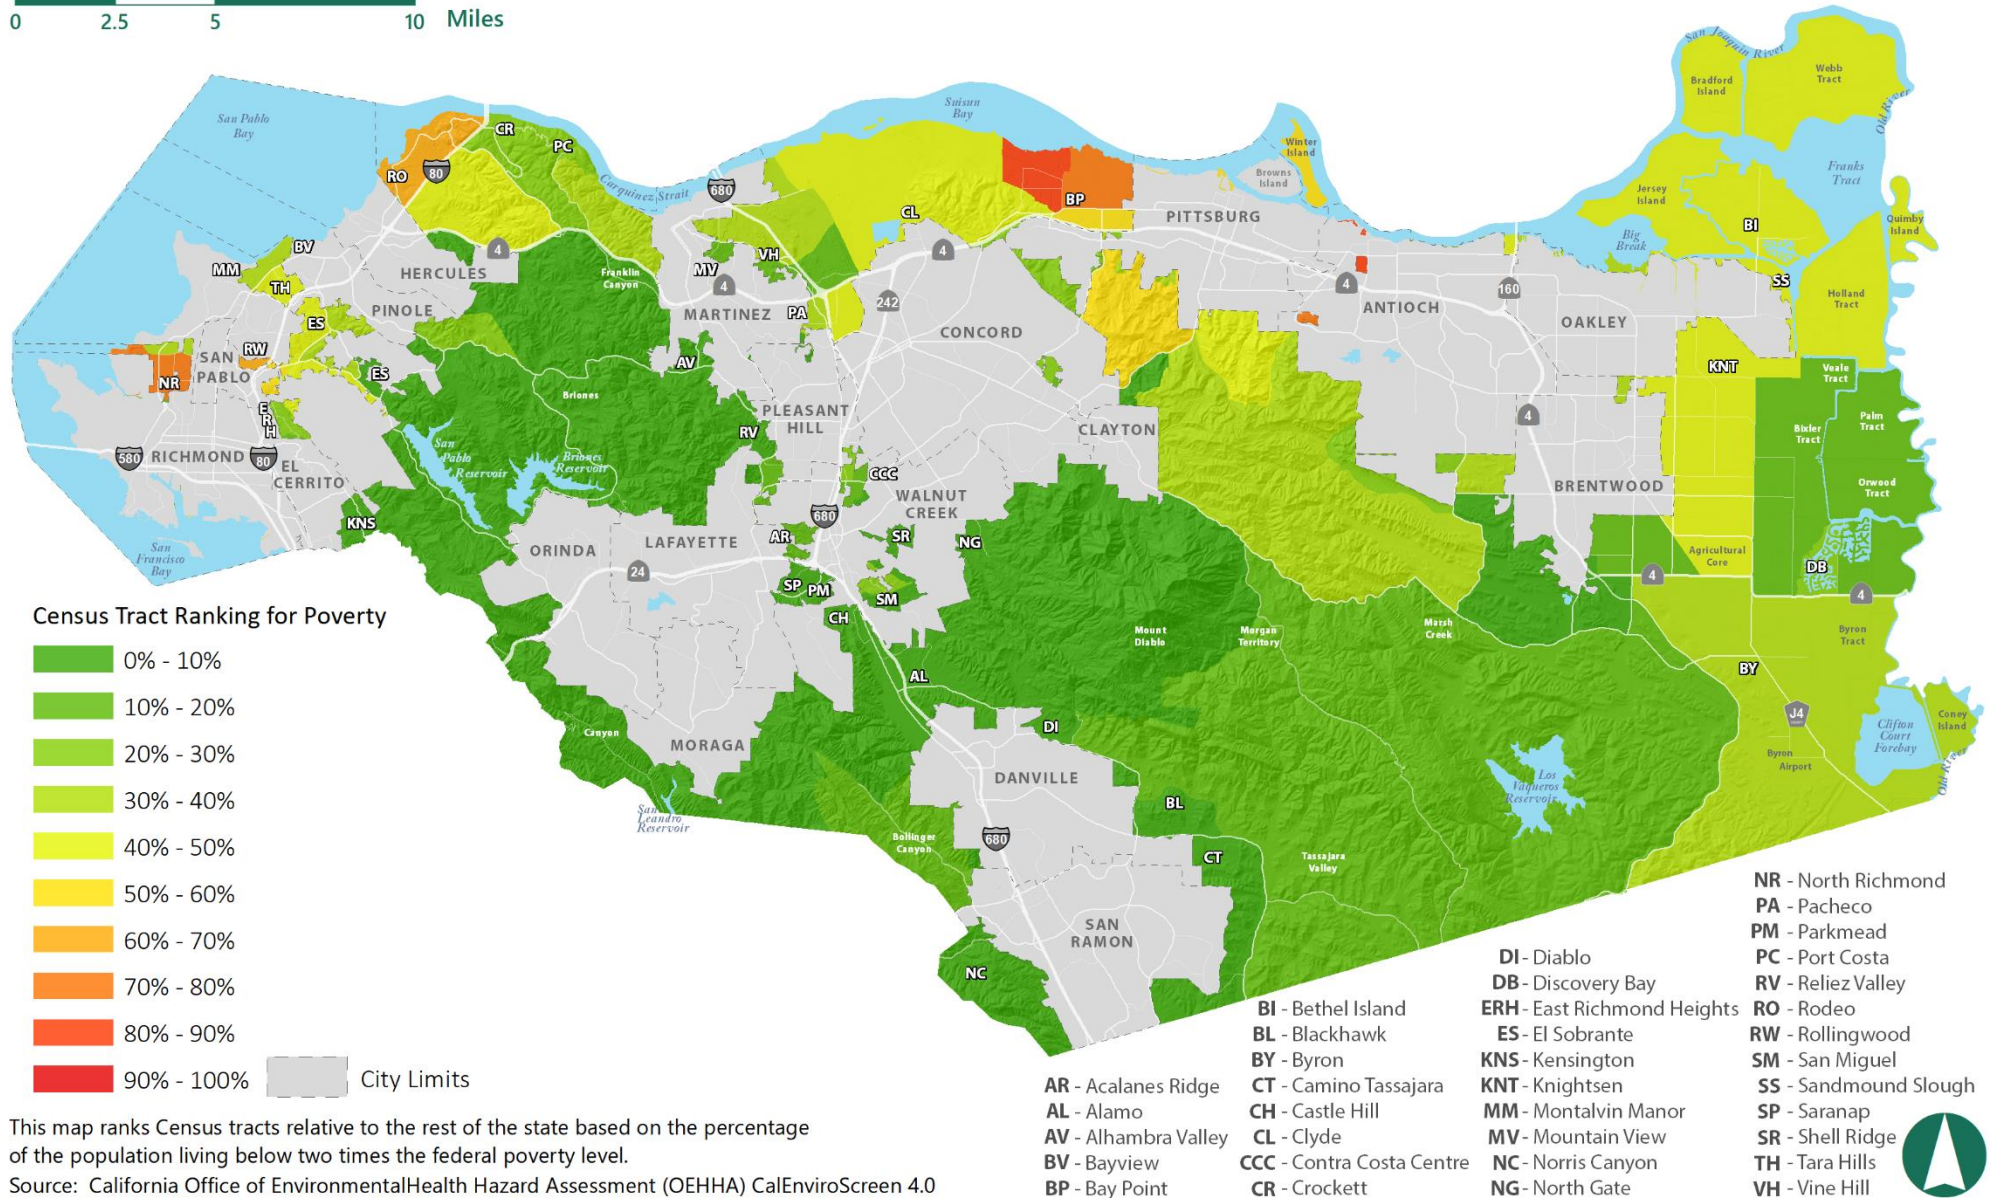 0 2.5 5 10 Miles
San Joaquin River
Webb
Tract
Bradford
Island
Old River
San Pablo
Bay
Suisun
Bay
CR
PC
Winter
Island
Browns
Island
Franks
Tract
RO
80
Carquinez Strait
680
BP
Jersey
Island
CL
PITTSBURG
BI
Quimby
Island
BV
4
HERCULES
VH
4
Big
Break
MM
MV
Franklin
Canyon
TH
4
4
160
SS
242
Holland
Tract
PINOLE
MARTINEZ
PA
ANTIOCH
ES
CONCORD
OAKLEY
RW
SAN
PABLO
AV
KNT
Veale
Tract
ES
NR
Briones
E
R
H
PLEASANT
HILL
4
Palm
Tract
RV
CLAYTON
Bixler
Tract
San
Pablo
Reservoir
580
RICHMOND
80
EL
CERRITO
Briones
Reservoir
CCC
WALNUT
CREEK
BRENTWOOD
Orwood
Tract
KNS
680
AR
SR
NG
ORINDA
LAFAYETTE
Agricultural
Core
San
Francisco
Bay
24
DB
4
SP
PM
SM
4
CH
Mount
Diablo
Morgan
Territory
Marsh
Creek
Byron
Tract
AL
BY
DI
J4
Clifton
Court
Forebay
Coney
Island
Canyon
MORAGA
Byron
Airport
Old River
DANVILLE
Los
Vaqueros
Reservoir
BL
San
Leandro
Reservoir
Bollinger
Canyon
680
CT
Tassajara
Valley
SAN
RAMON
NC
Census Tract Ranking for Poverty
0% - 10%
10% - 20%
20% - 30%
30% - 40%
40% - 50%
50% - 60%
60% - 70%
70% - 80%
80% - 90%
90% - 100%
City Limits
This map ranks Census tracts relative to the rest of the state based on the percentage
of the population living below two times the federal poverty level.
Source: California Office of EnvironmentalHealth Hazard Assessment (OEHHA) CalEnviroScreen 4.0
AR - Acalanes Ridge
AL - Alamo
AV - Alhambra Valley
BV - Bayview
BP - Bay Point
BI - Bethel Island
BL - Blackhawk
BY - Byron
CT - Camino Tassajara
CH - Castle Hill
CL - Clyde
CCC - Contra Costa Centre
CR - Crockett
DI - Diablo
DB - Discovery Bay
ERH - East Richmond Heights
ES - El Sobrante
KNS - Kensington
KNT - Knightsen
MM - Montalvin Manor
MV - Mountain View
NC - Norris Canyon
NG - North Gate
NR - North Richmond
PA - Pacheco
PM - Parkmead
PC - Port Costa
RV - Reliez Valley
RO - Rodeo
RW - Rollingwood
SM - San Miguel
SS - Sandmound Slough
SP - Saranap
SR - Shell Ridge
TH - Tara Hills
VH - Vine Hill